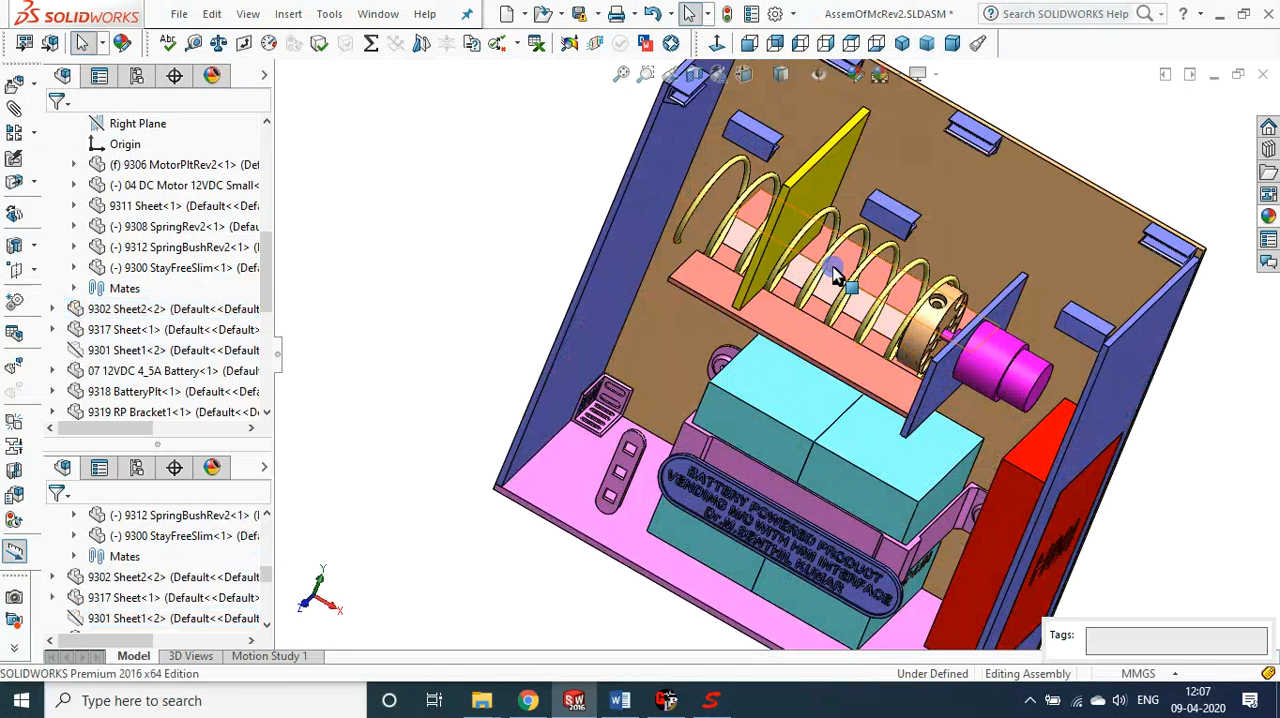 SOLIDWORKS
File Edit View Insert Tools Window Help
AssemOfMcRev2.SLDASM *
Search SOLIDWORKS Help
Right Plane
Origin
(f) 9306 MotorPltRev2<1> (Def
(-) 04 DC Motor 12VDC Small<
9311 Sheet<1> (Default<<Def
(-) 9308 SpringRev2<1> (Defa
(-) 9312 SpringBushRev2<1> (
(-) 9300 StayFreeSlim<1> (Def
Mates
9302 Sheet2<2> (Default<<Default
9317 Sheet<1> (Default<<Default
9301 Sheet1<2> (Default<<Default
07 12VDC 4_5A Battery<1> (Defaul
9318 BatteryPlt<1> (Default<<Defa
9319 RP Bracket1<1> (Default<<De
(-) 9312 SpringBushRev2<1> (
(-) 9300 StayFreeSlim<1> (Def
Mates
9302 Sheet2<2> (Default<<Default
9317 Sheet<1> (Default<<Default
9301 Sheet1<2> (Default<<Default
BATTERY POWERED PRODUCT
VENDING M/C WITH HMI INTERFACE
KUMAR
Y
X
Z
Tags:
Model 3D Views Motion Study 1
SOLIDWORKS Premium 2016 x64 Edition
Under Defined Editing Assembly MMGS
Type here to search
SW
2016
ENG
12:07
09-04-2020